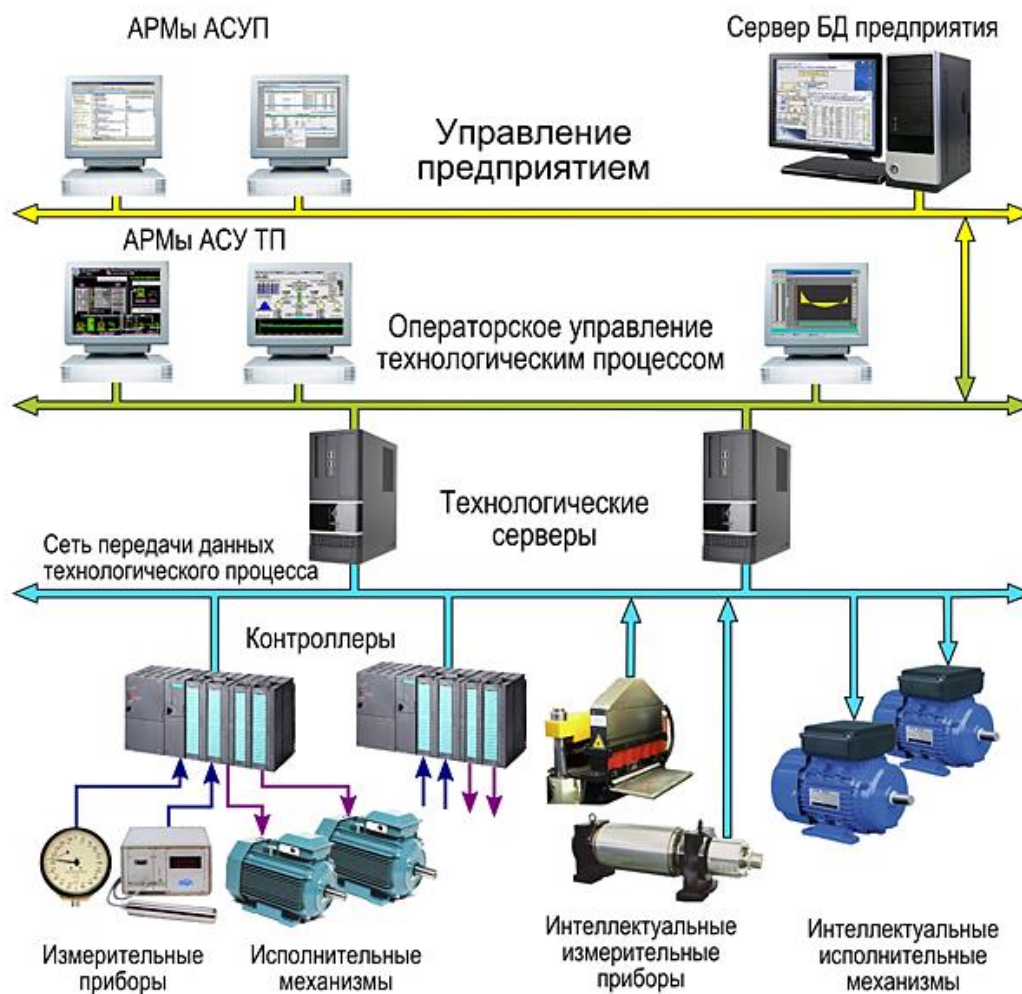 АРМы АСУП
Сервер БД предприятия
Управление
предприятием
АРМы АСУ ТП
Операторское управление
технологическим процессом
Технологические
серверы
Сеть передачи данных
технологического процесса
Контроллеры
Измерительные
приборы
Исполнительные
механизмы
Интеллектуальные
измерительные
приборы
Интеллектуальные
исполнительные
механизмы